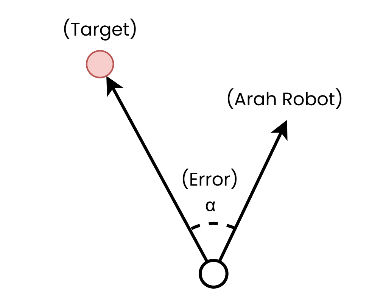 (Target)
(Arah Robot)
(Error)
α